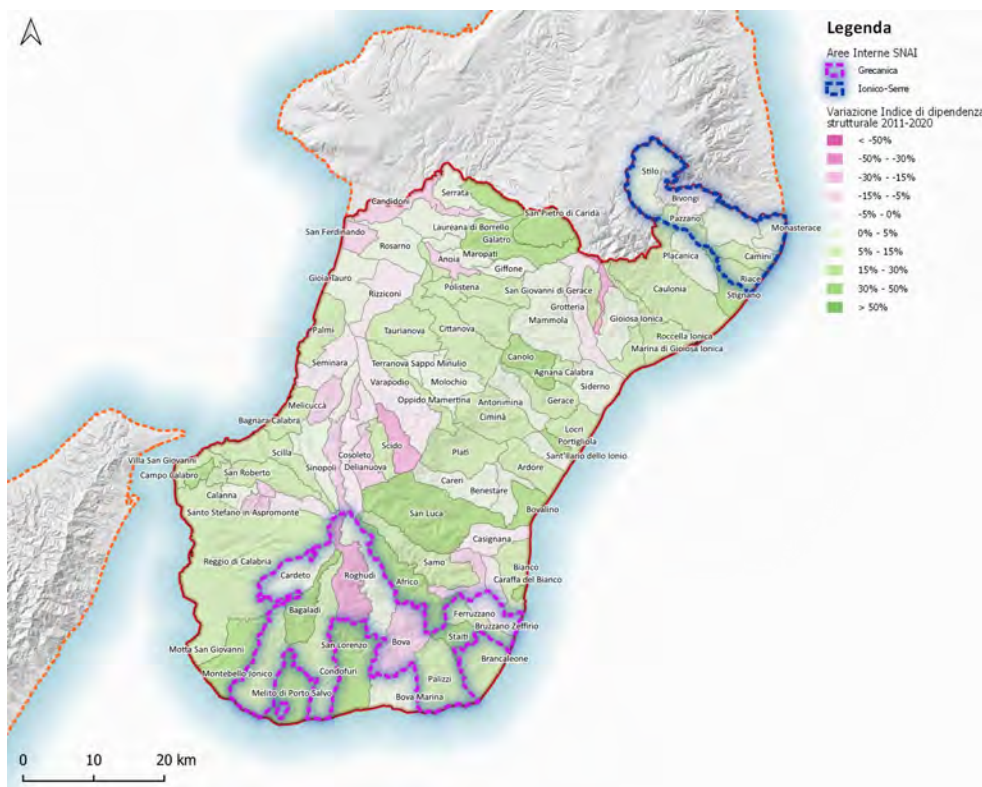 Legenda
Aree Interne SNAI
Grecanica
Ionico-Serre
Variazione Indice di dipendenza
strutturale 2011-2020
< -50%
-50% - -30%
-30% - -15%
-15% - -5%
-5% - 0%
0% - 5%
5% - 15%
15% - 30%
30% - 50%
> 50%
Stilo
Bivongi
Pazzano
Monasterace
Serrata
Candidoni
San Pietro di Carida
San Ferdinando
Laureana di Borrello
Rosarno
Galatro
Maropati
Anoia
Giffone
Placanica
Camini
Riace
Stignano
Gioia Tauro
Rizziconi
Polistena
San Giovanni di Gerace
Caulonia
Grotteria
Mammola
Gioiosa Ionica
Palmi
Taurianova
Cittanova
Roccella Ionica
Marina di Gioiosa Ionica
Seminara
Terranova Sappo Minulio
Canolo
Agnana Calabra
Varapodio
Molochio
Siderno
Melicuccà
Oppido Mamertina
Antonimina
Gerace
Ciminà
Bagnara Calabra
Locri
Scido
Portigliola
Villa San Giovanni
Scilla
Cosoleto
Platì
Sant'Ilario dello Ionio
Campo Calabro
San Roberto
Sinopoli
Delianuova
Ardore
Calanna
Careri
Benestare
Santo Stefano in Aspromonte
San Luca
Bovalino
Casignana
Reggio di Calabria
Samo
Bianco
Cardeto
Roghudi
Africo
Caraffa del Bianco
Bagaladi
Ferruzzano
Bruzzano Zeffirio
Motta San Giovanni
San Lorenzo
Bova
Staiti
Brancaleone
Montebello Jonico
Condofuri
Palizzi
Melito di Porto Salvo
Bova Marina
0 10 20 km